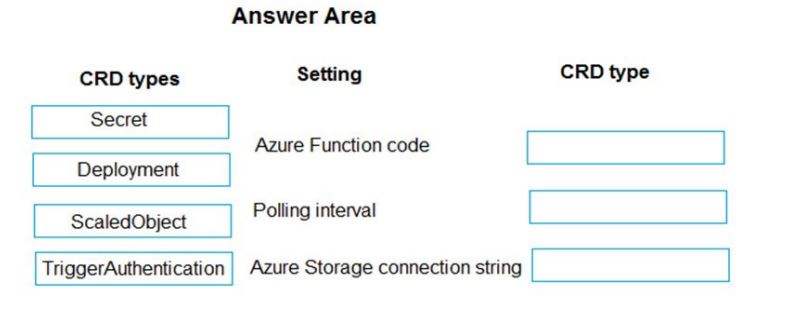 Answer Area
CRD types
Setting
CRD type
Secret
Azure Function code
Deployment
Polling interval
ScaledObject
TriggerAuthentication
Azure Storage connection string